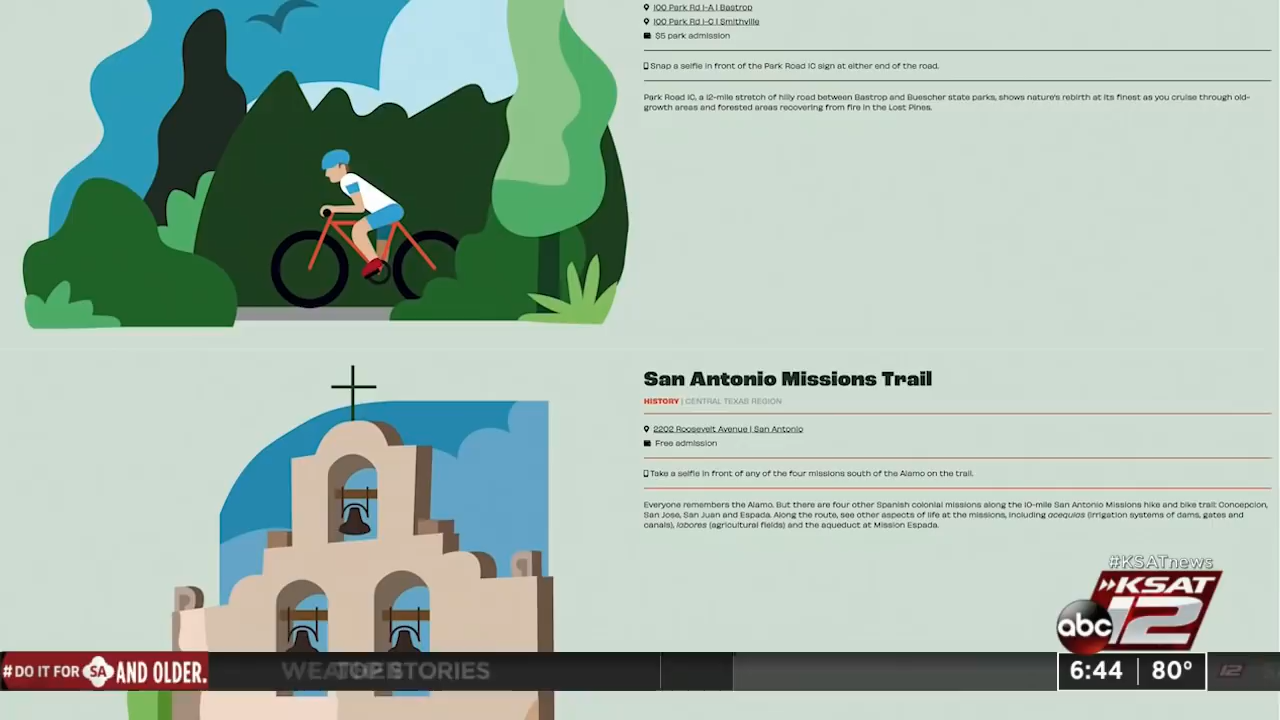 100 Park Rd 1-A | Bastrop
100 Park Rd 1-C | Smithville
$5 park admission
Snap a selfie in front of the Park Road 1C sign at either end of the road.
Park Road 1C, a 12-mile stretch of hilly road between Bastrop and Buescher state parks, shows nature's rebirth at its finest as you cruise through old-
growth areas and forested areas recovering from fire in the Lost Pines.
San Antonio Missions Trail
HISTORY | CENTRAL TEXAS REGION
2202 Roosevelt Avenue | San Antonio
Free admission
Take a selfie in front of any of the four missions south of the Alamo on the trail.
Everyone remembers the Alamo. But there are four other Spanish colonial missions along the 10-mile San Antonio Missions hike and bike trail: Concepcion,
San Jose, San Juan and Espada. Along the route, see other aspects of life at the missions, including acequias (irrigation systems of dams, gates and
canals), labores (agricultural fields) and the aqueduct at Mission Espada.
#KSATnews
KSAT
abc 12
#DO IT FOR SA AND OLDER.
TOP STORIES
6:44 80°
12